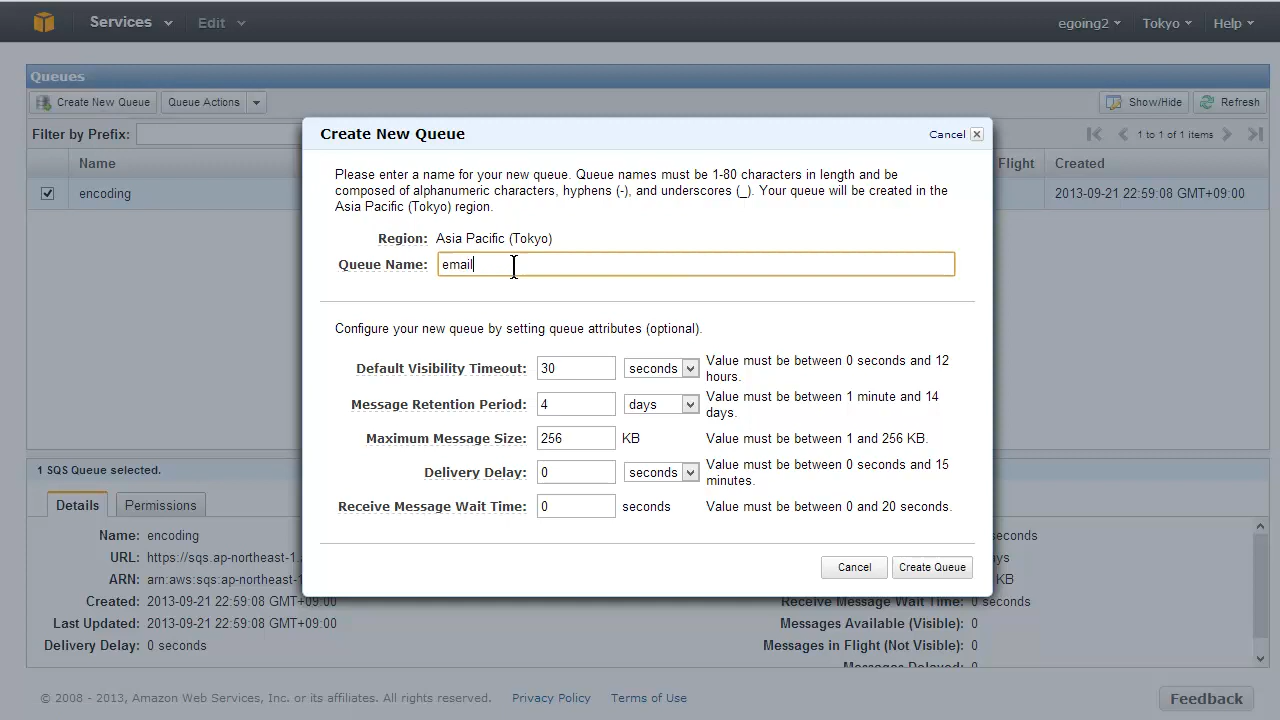 Services Edit egoing2 Tokyo Help
Queues
Create New Queue Queue Actions Show/Hide Refresh
Filter by Prefix: 1 to 1 of 1 items
Name Flight Created
encoding 2013-09-21 22:59:08 GMT+09:00
Create New Queue Cancel
Please enter a name for your new queue. Queue names must be 1-80 characters in length and be
composed of alphanumeric characters, hyphens (-), and underscores (_). Your queue will be created in the
Asia Pacific (Tokyo) region.
Region: Asia Pacific (Tokyo)
Queue Name: email
Configure your new queue by setting queue attributes (optional).
Default Visibility Timeout: 30 seconds Value must be between 0 seconds and 12
hours.
Message Retention Period: 4 days Value must be between 1 minute and 14
days.
Maximum Message Size: 256 KB Value must be between 1 and 256 KB.
Delivery Delay: 0 seconds Value must be between 0 seconds and 15
minutes.
Receive Message Wait Time: 0 seconds Value must be between 0 and 20 seconds.
Cancel Create Queue
1 SQS Queue selected.
Details Permissions
Name: encoding
URL: https://sqs.ap-northeast-1.
ARN: arn:aws:sqs:ap-northeast-1
KB
Created: 2013-09-21 22:59:08 GMT+09:00 Receive Message Wait Time: 0 seconds
Last Updated: 2013-09-21 22:59:08 GMT+09:00 Messages Available (Visible): 0
Delivery Delay: 0 seconds Messages in Flight (Not Visible): 0
Messages Delayed: 0
© 2008 - 2013, Amazon Web Services, Inc. or its affiliates. All rights reserved. Privacy Policy Terms of Use Feedback